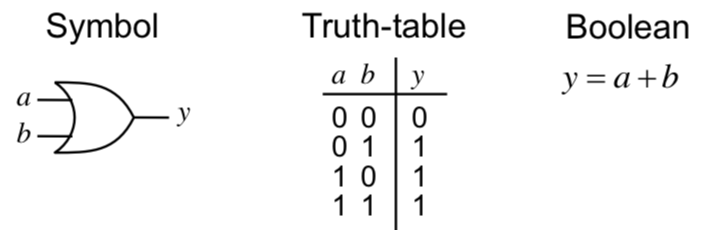 Symbol
a
b
y
Truth-table
a b y
0 0 0
0 1 1
1 0 1
1 1 1
Boolean
y = a + b